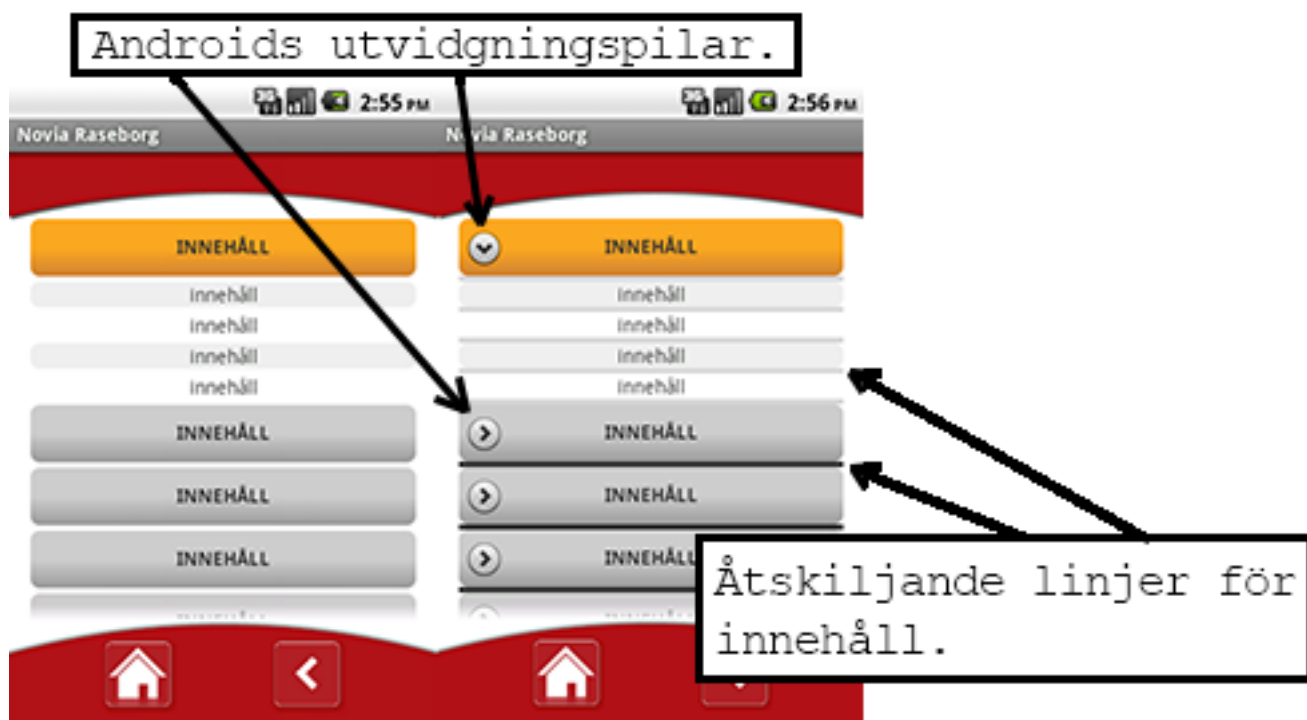 Androids utvidgningspilar.
2:55 PM
Novia Raseborg
INNEHÅLL
innehåll
innehåll
innehåll
innehåll
INNEHÅLL
INNEHÅLL
INNEHÅLL
2:56 PM
Novia Raseborg
INNEHÅLL
innehåll
innehåll
innehåll
innehåll
INNEHÅLL
INNEHÅLL
INNEHÅLL
Åtskiljande linjer för
innehåll.